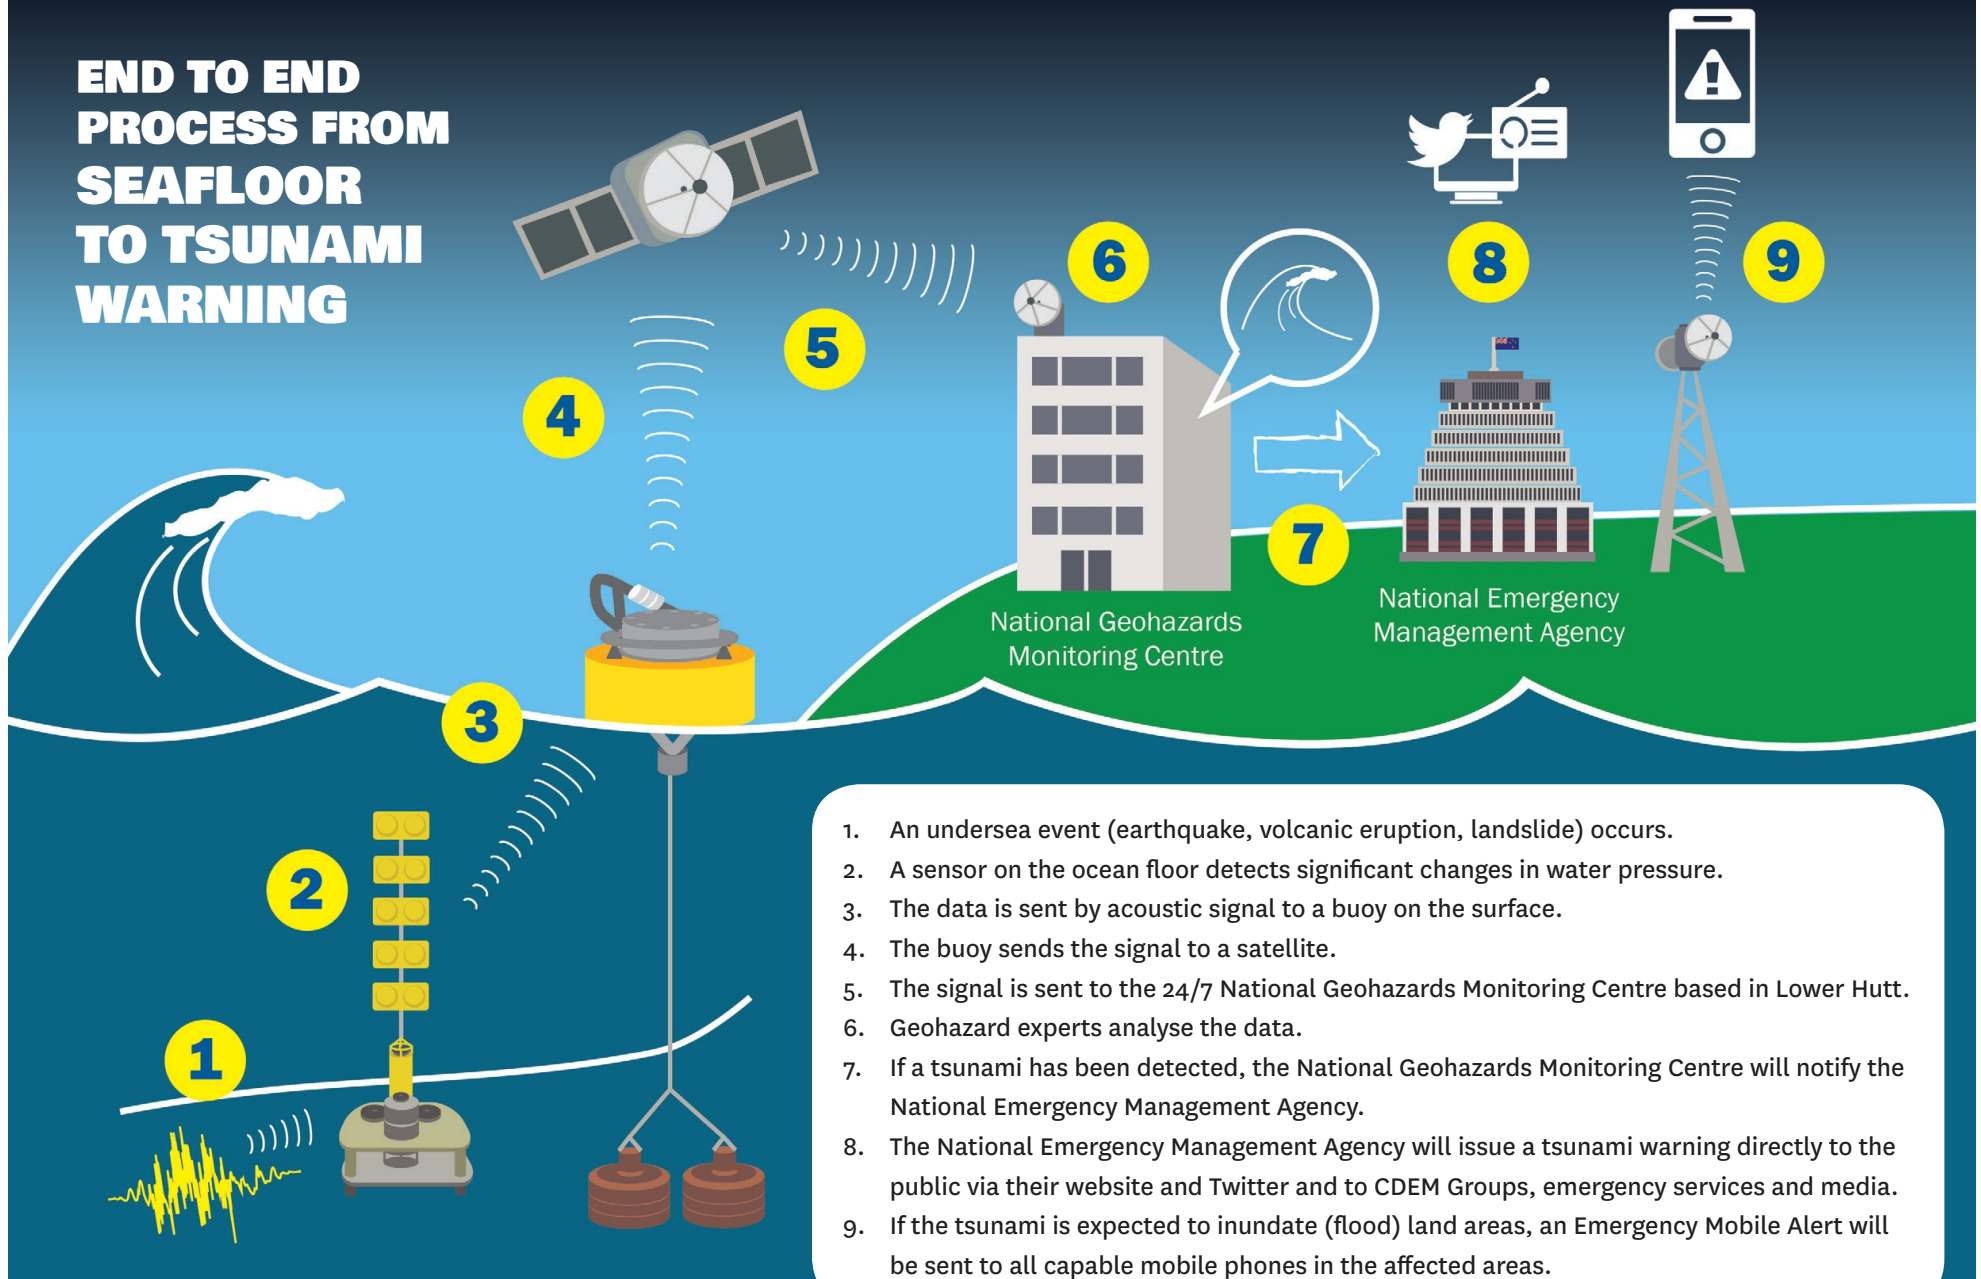 END TO END
PROCESS FROM
SEAFLOOR
TO TSUNAMI
WARNING
6
8
9
5
4
7
National Geohazards
Monitoring Centre
National Emergency
Management Agency
3
2
1
1. An undersea event (earthquake, volcanic eruption, landslide) occurs.
2. A sensor on the ocean floor detects significant changes in water pressure.
3. The data is sent by acoustic signal to a buoy on the surface.
4. The buoy sends the signal to a satellite.
5. The signal is sent to the 24/7 National Geohazards Monitoring Centre based in Lower Hutt.
6. Geohazard experts analyse the data.
7. If a tsunami has been detected, the National Geohazards Monitoring Centre will notify the
National Emergency Management Agency.
8. The National Emergency Management Agency will issue a tsunami warning directly to the
public via their website and Twitter and to CDEM Groups, emergency services and media.
9. If the tsunami is expected to inundate (flood) land areas, an Emergency Mobile Alert will
be sent to all capable mobile phones in the affected areas.